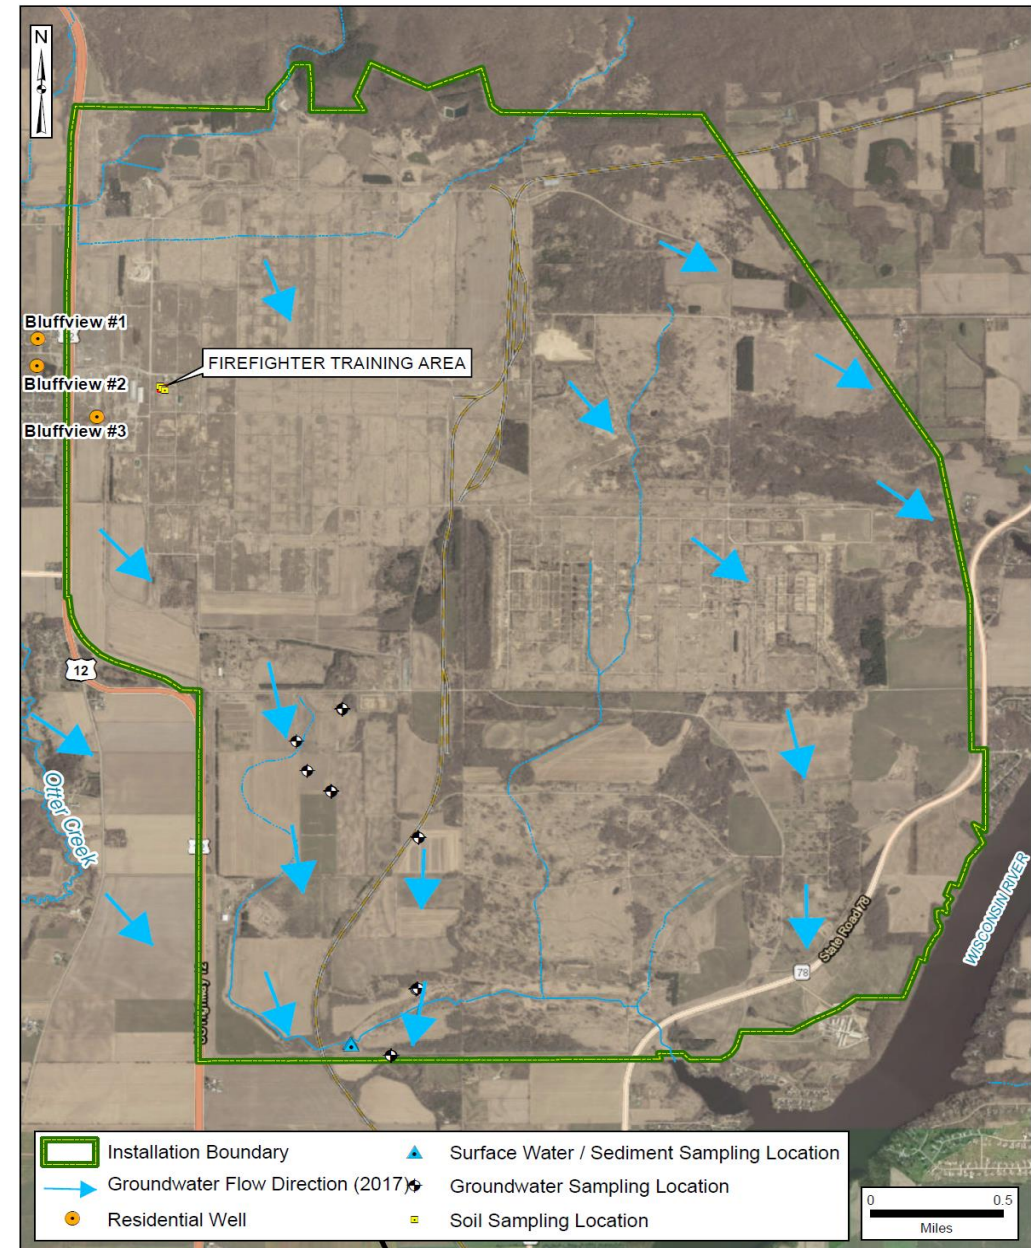 N
Bluffview #1
Bluffview #2
Bluffview #3
FIREFIGHTER TRAINING AREA
12
Otter Creek
State Road 78
78
WISCONSIN RIVER
Installation Boundary
Groundwater Flow Direction (2017)
Residential Well
Surface Water / Sediment Sampling Location
Groundwater Sampling Location
Soil Sampling Location
0
0.5
Miles